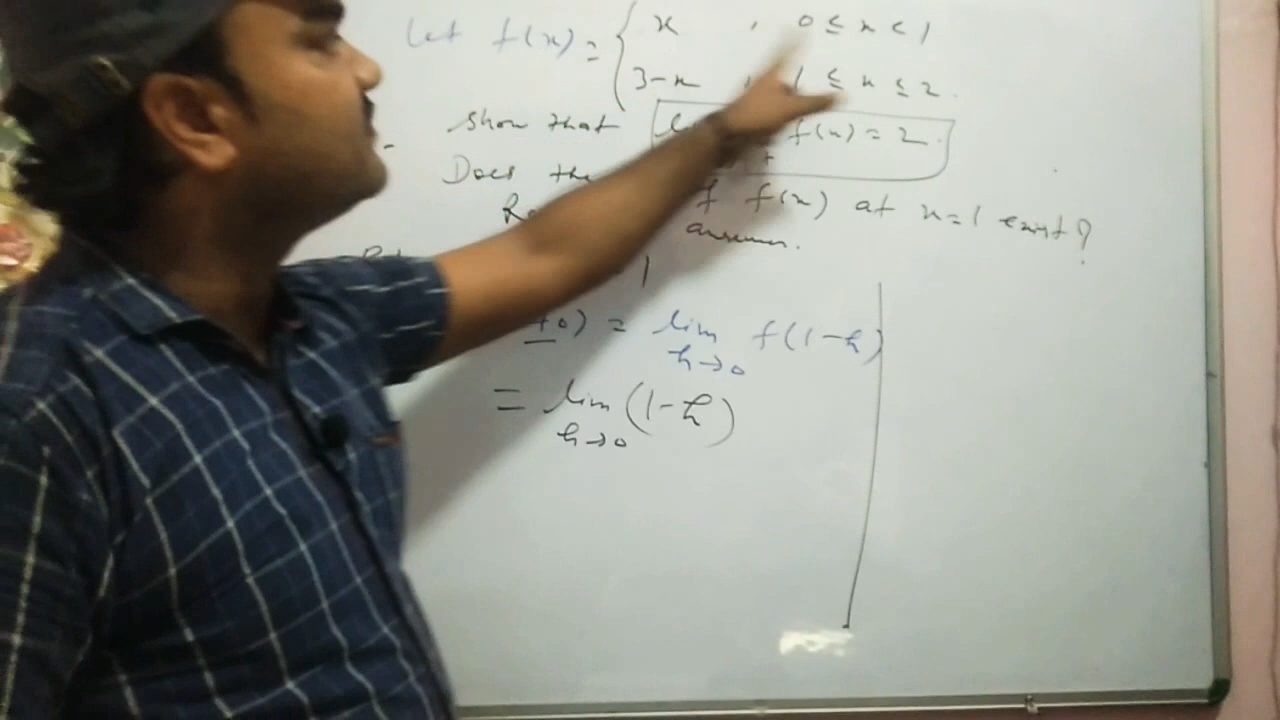 Let f(x) = { x , 0 ≤ x < 1
3-x , 1 ≤ x ≤ 2.
show that f(x) = 2.
Does the f(x) at x=1 exist?
answer.
1
0) = lim h→0 f(1-h)
= lim h→0 (1-h)